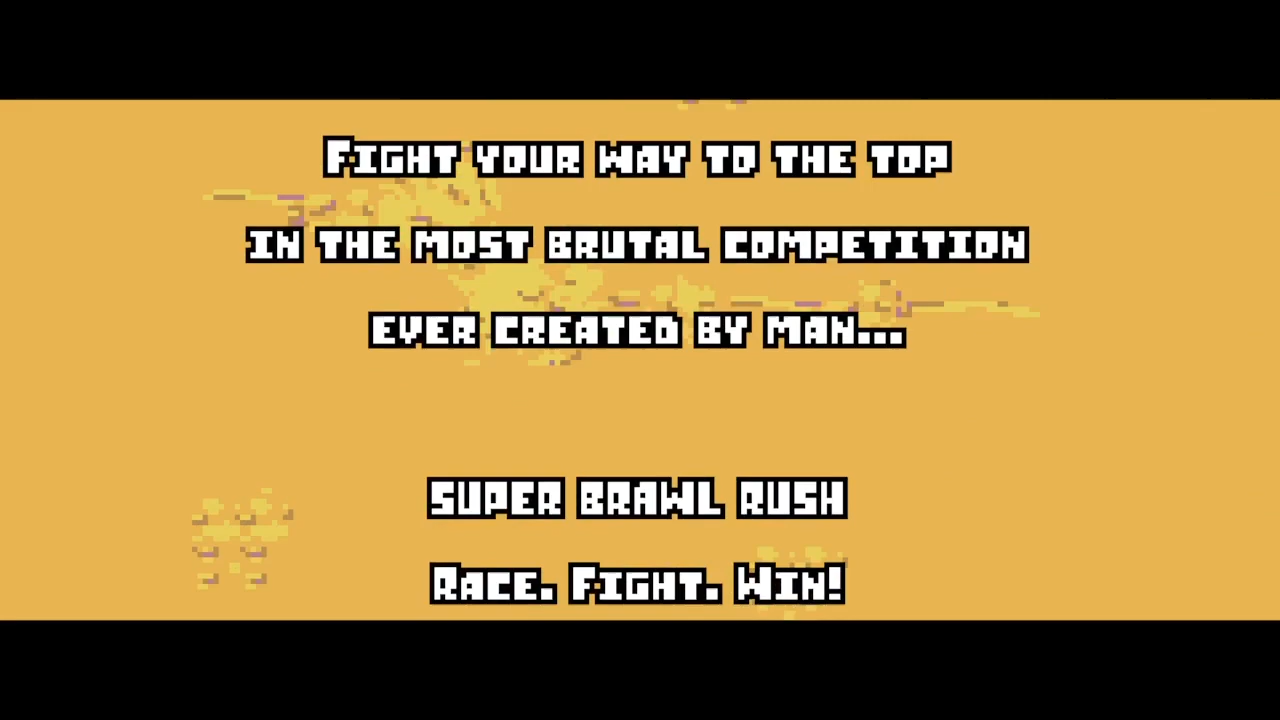 Fight your way to the top
in the most brutal competition
ever created by man...
SUPER BRAWL RUSH
Race. Fight. Win!